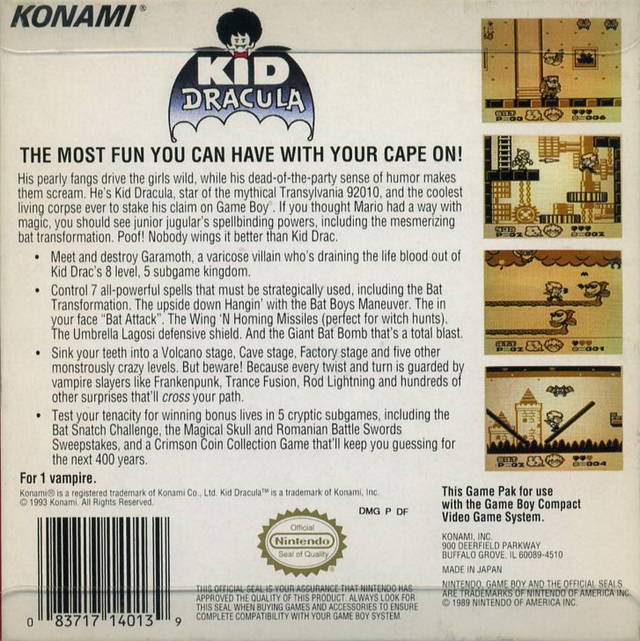 KONAMI®
KID
DRACULA
THE MOST FUN YOU CAN HAVE WITH YOUR CAPE ON!
His pearly fangs drive the girls wild, while his dead-of-the-party sense of humor makes
them scream. He's Kid Dracula, star of the mythical Transylvania 92010, and the coolest
living corpse ever to stake his claim on Game Boy®. If you thought Mario had a way with
magic, you should see junior jugular's spellbinding powers, including the mesmerizing
bat transformation. Poof! Nobody wings it better than Kid Drac.
• Meet and destroy Garamoth, a varicose villain who's draining the life blood out of
Kid Drac's 8 level, 5 subgame kingdom.
• Control 7 all-powerful spells that must be strategically used, including the Bat
Transformation. The upside down Hangin' with the Bat Boys Maneuver. The in
your face "Bat Attack". The Wing 'N Homing Missiles (perfect for witch hunts).
The Umbrella Lagosi defensive shield. And the Giant Bat Bomb that's a total blast.
• Sink your teeth into a Volcano stage, Cave stage, Factory stage and five other
monstrously crazy levels. But beware! Because every twist and turn is guarded by
vampire slayers like Frankenpunk, Trance Fusion, Rod Lightning and hundreds of
other surprises that'll cross your path.
• Test your tenacity for winning bonus lives in 5 cryptic subgames, including the
Bat Snatch Challenge, the Magical Skull and Romanian Battle Swords
Sweepstakes, and a Crimson Coin Collection Game that'll keep you guessing for
the next 400 years.
For 1 vampire.
Konami® is a registered trademark of Konami Co., Ltd. Kid Dracula™ is a trademark of Konami, Inc.
© 1993 Konami. All Rights Reserved.
DMG P DF
Official
Nintendo
Seal of Quality
THIS OFFICIAL SEAL IS YOUR ASSURANCE THAT NINTENDO HAS
APPROVED THE QUALITY OF THIS PRODUCT. ALWAYS LOOK FOR
THIS SEAL WHEN BUYING GAMES AND ACCESSORIES TO ENSURE
COMPLETE COMPATIBILITY WITH YOUR GAME BOY SYSTEM.
0 83717 14013 9
This Game Pak for use
with the Game Boy Compact
Video Game System.
KONAMI, INC.
900 DEERFIELD PARKWAY
BUFFALO GROVE, IL 60089-4510
MADE IN JAPAN
NINTENDO, GAME BOY AND THE OFFICIAL SEALS
ARE TRADEMARKS OF NINTENDO OF AMERICA INC.
© 1989 NINTENDO OF AMERICA INC.